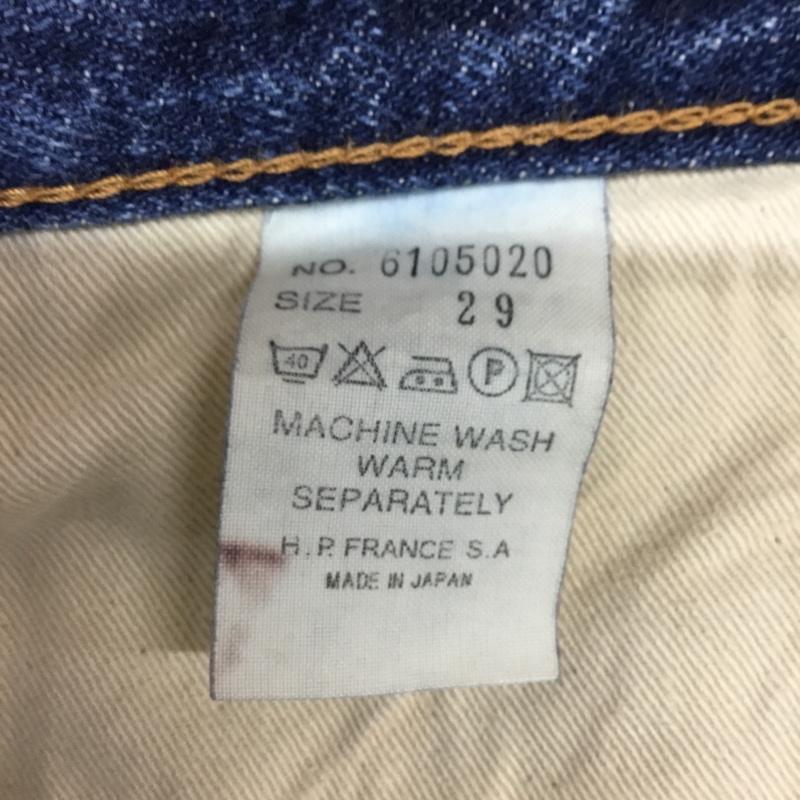 NO. 6105020
SIZE 29
40 P
MACHINE WASH
WARM
SEPARATELY
H.P. FRANCE S.A
MADE IN JAPAN